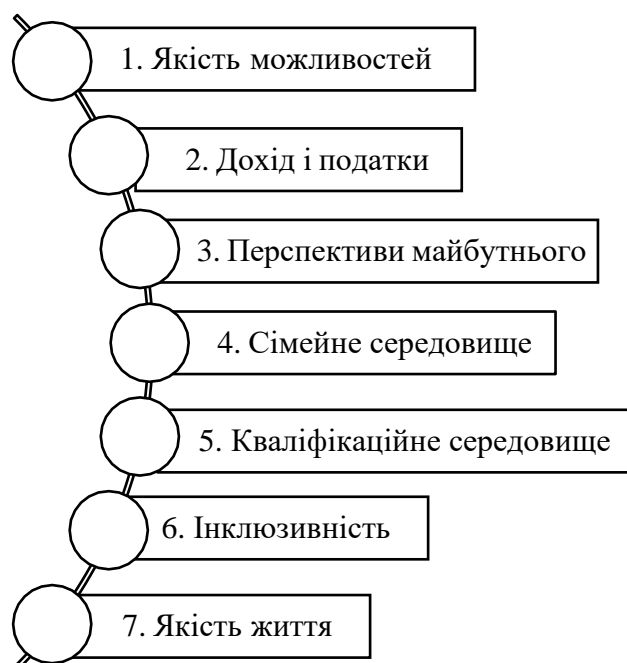 1. Якість можливостей
2. Дохід і податки
3. Перспективи майбутнього
4. Сімейне середовище
5. Кваліфікаційне середовище
6. Інклюзивність
7. Якість життя